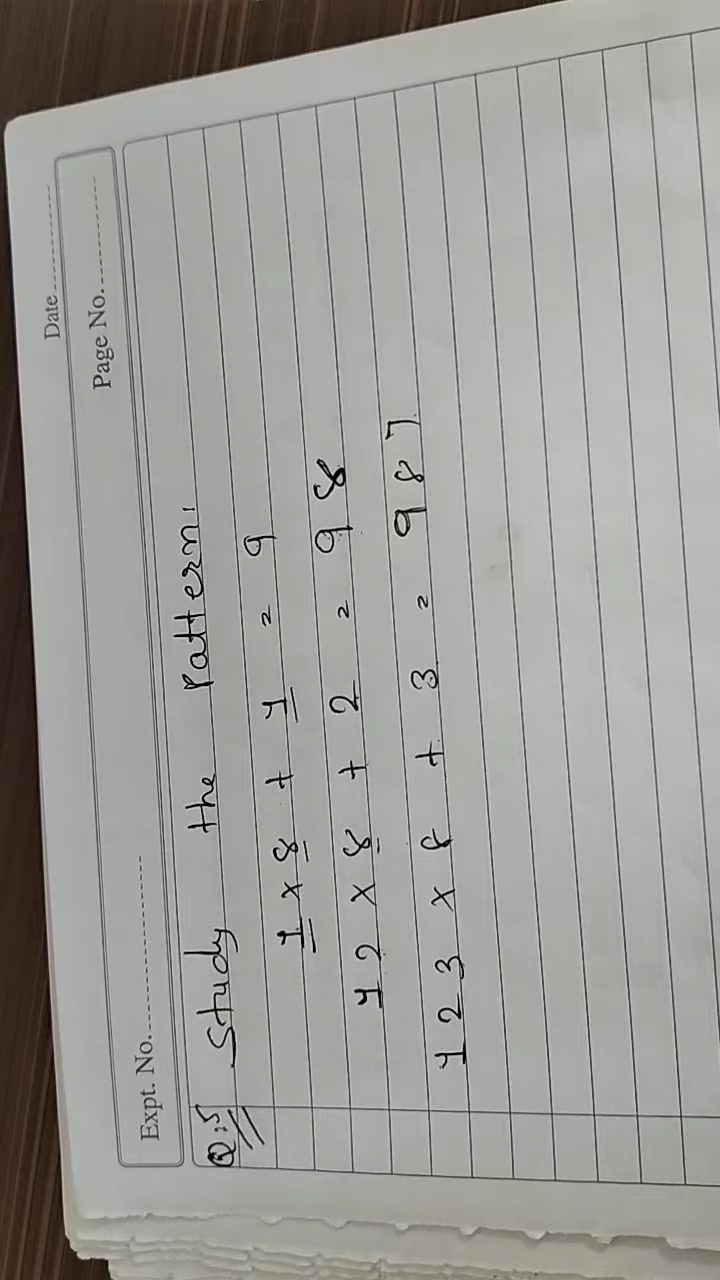 Date
Page No.
Expt. No.
Q:5 Study the Pattern.
1 x 8 + 1 = 9
12 x 8 + 2 = 98
123 x 8 + 3 = 987